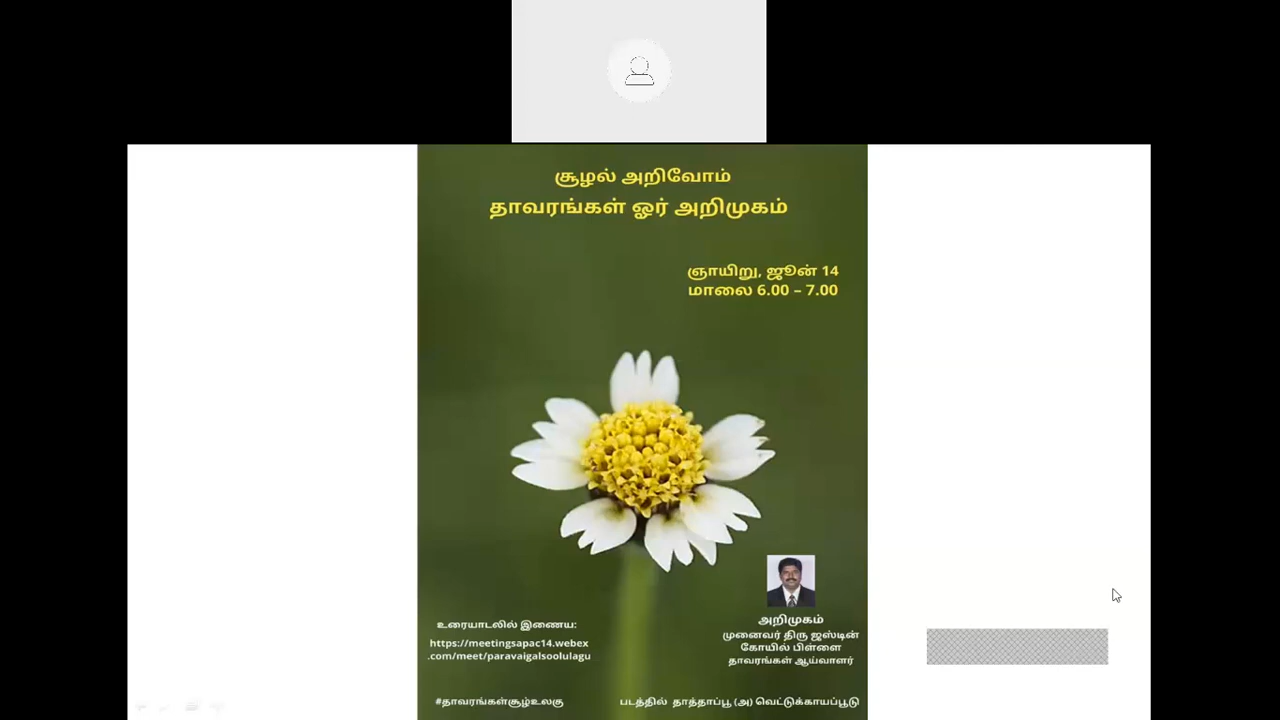 சூழல் அறிவோம்
தாவரங்கள் ஓர் அறிமுகம்
ஞாயிறு, ஜூன் 14
மாலை 6.00 – 7.00
உரையாடலில் இணைய:
https://meetingsapac14.webex
.com/meet/paravaigalsoolulagu
அறிமுகம்
முனைவர் திரு ஜஸ்டின்
கோயில் பிள்ளை
தாவரங்கள் ஆய்வாளர்
#தாவரங்கள்சூழ்உலகு
படத்தில் தாத்தாப்பூ (அ) வெட்டுக்காயப்பூடு